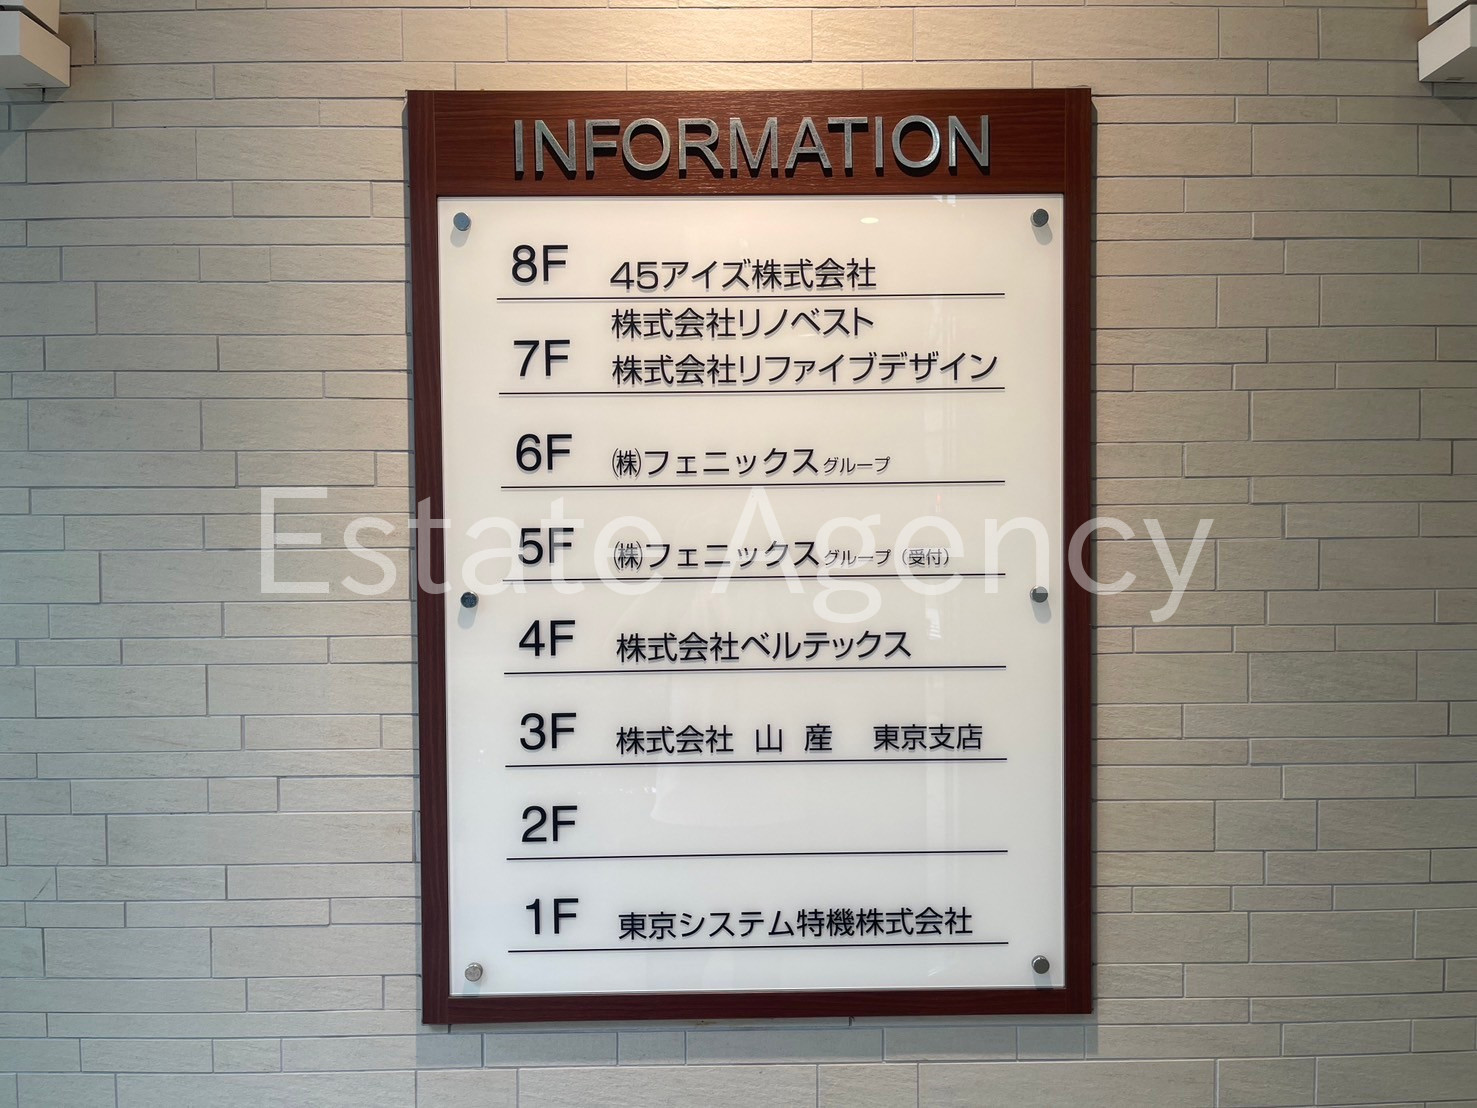 INFORMATION
8F 45アイズ株式会社
株式会社リノベスト
7F 株式会社リファイブデザイン
6F ㈱フェニックスグループ
5F ㈱フェニックスグループ（受付）
Estate Agency
4F 株式会社ベルテックス
3F 株式会社 山 産 東京支店
2F
1F 東京システム特機株式会社